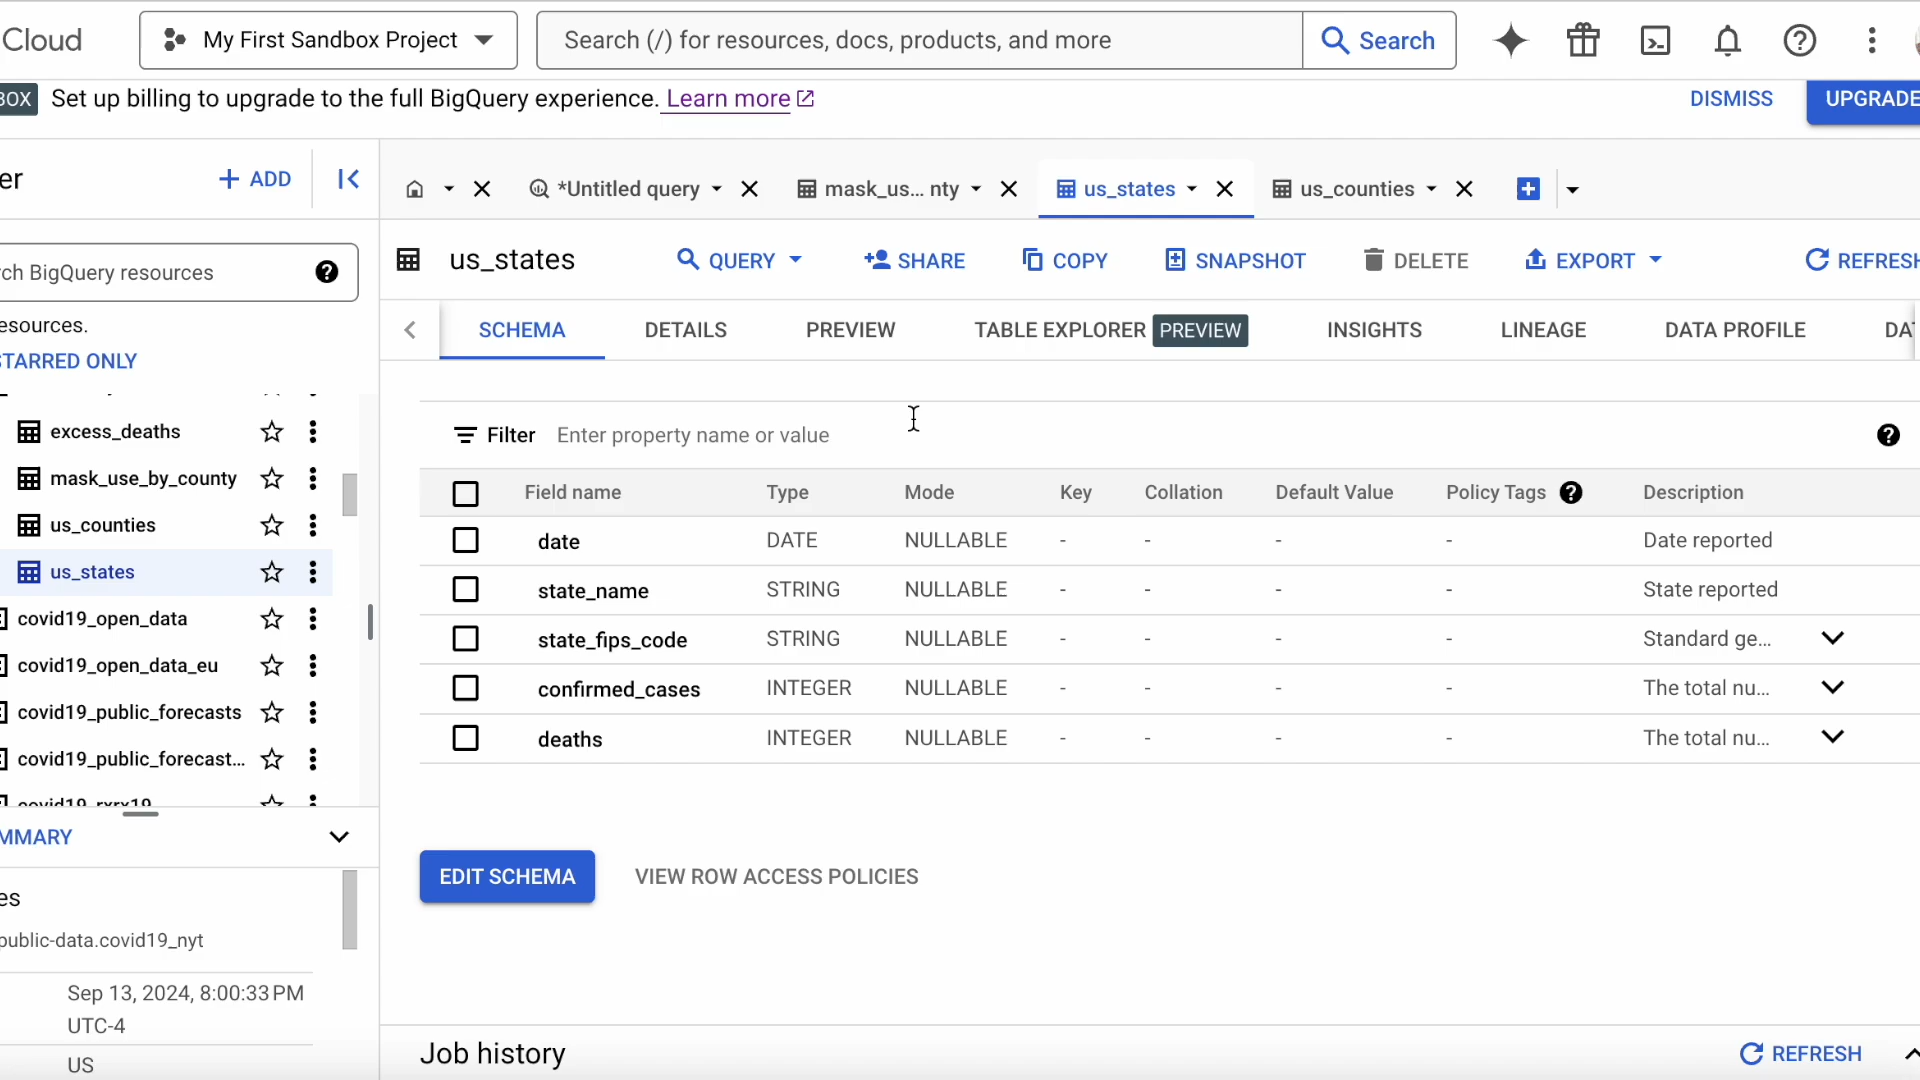 Cloud
My First Sandbox Project
Search (/) for resources, docs, products, and more
Search
BOX Set up billing to upgrade to the full BigQuery experience. Learn more
DISMISS
UPGRADE
er
+ ADD
*Untitled query
mask_us... nty
us_states
us_counties
rch BigQuery resources
us_states
QUERY
SHARE
COPY
SNAPSHOT
DELETE
EXPORT
REFRESH
esources.
STARRED ONLY
SCHEMA
DETAILS
PREVIEW
TABLE EXPLORER PREVIEW
INSIGHTS
LINEAGE
DATA PROFILE
DAT
excess_deaths
mask_use_by_county
us_counties
us_states
covid19_open_data
covid19_open_data_eu
covid19_public_forecasts
covid19_public_forecast...
covid19_rxrx19
Filter Enter property name or value
Field name Type Mode Key Collation Default Value Policy Tags Description
date DATE NULLABLE - - - - Date reported
state_name STRING NULLABLE - - - - State reported
state_fips_code STRING NULLABLE - - - - Standard ge...
confirmed_cases INTEGER NULLABLE - - - - The total nu...
deaths INTEGER NULLABLE - - - - The total nu...
EDIT SCHEMA
VIEW ROW ACCESS POLICIES
MMARY
es
public-data.covid19_nyt
Sep 13, 2024, 8:00:33 PM
UTC-4
US
Job history
REFRESH